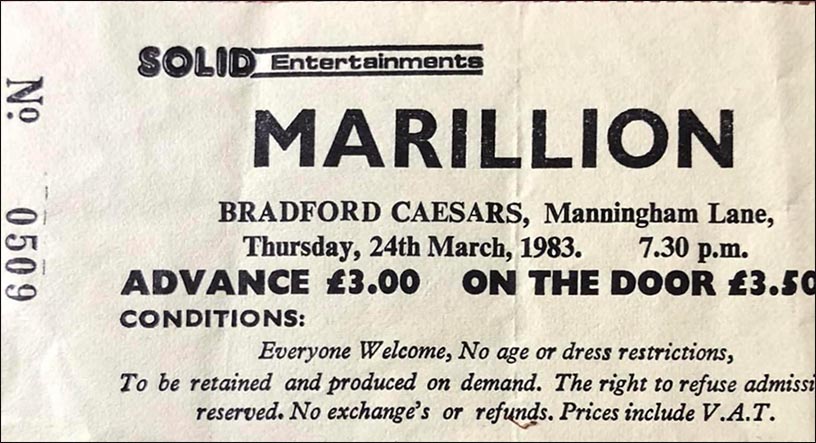 SOLID Entertainments
MARILLION
BRADFORD CAESARS, Manningham Lane,
Thursday, 24th March, 1983. 7.30 p.m.
ADVANCE £3.00 ON THE DOOR £3.50
CONDITIONS:
Everyone Welcome, No age or dress restrictions,
To be retained and produced on demand. The right to refuse admissi
reserved. No exchange's or refunds. Prices include V.A.T.
No. 0509